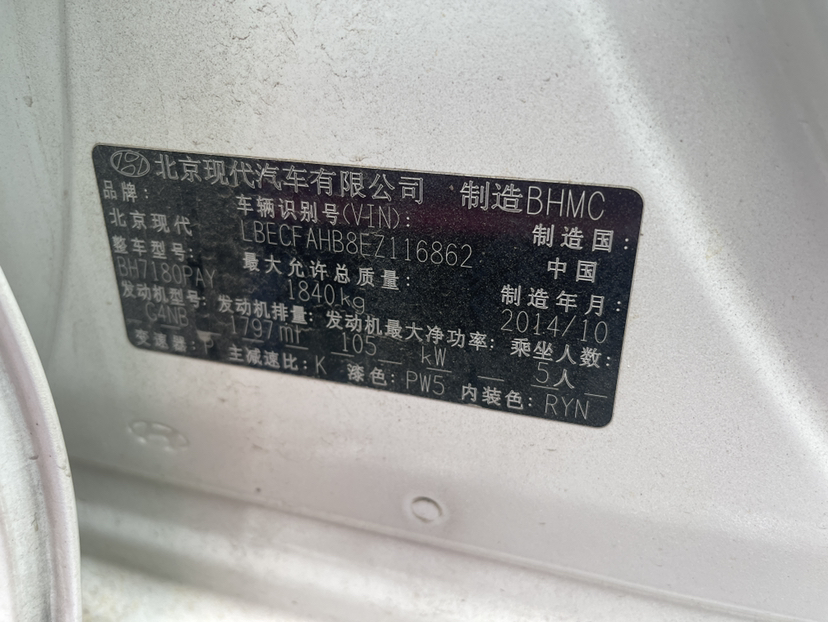 北京现代汽车有限公司 制造BHMC
品牌: 车辆识别号(VIN): 制造国:
北京现代 LBECFAHB8EZ116862 中国
整车型号: 最大允许总质量: 制造年月:
BH7180PAY 1840kg 2014/10
发动机型号: 发动机排量: 发动机最大净功率: 乘坐人数:
G4NB 1797ml 105 kW 5人
变速器: P 主减速比: K 漆色: PW5 内装色: RYN